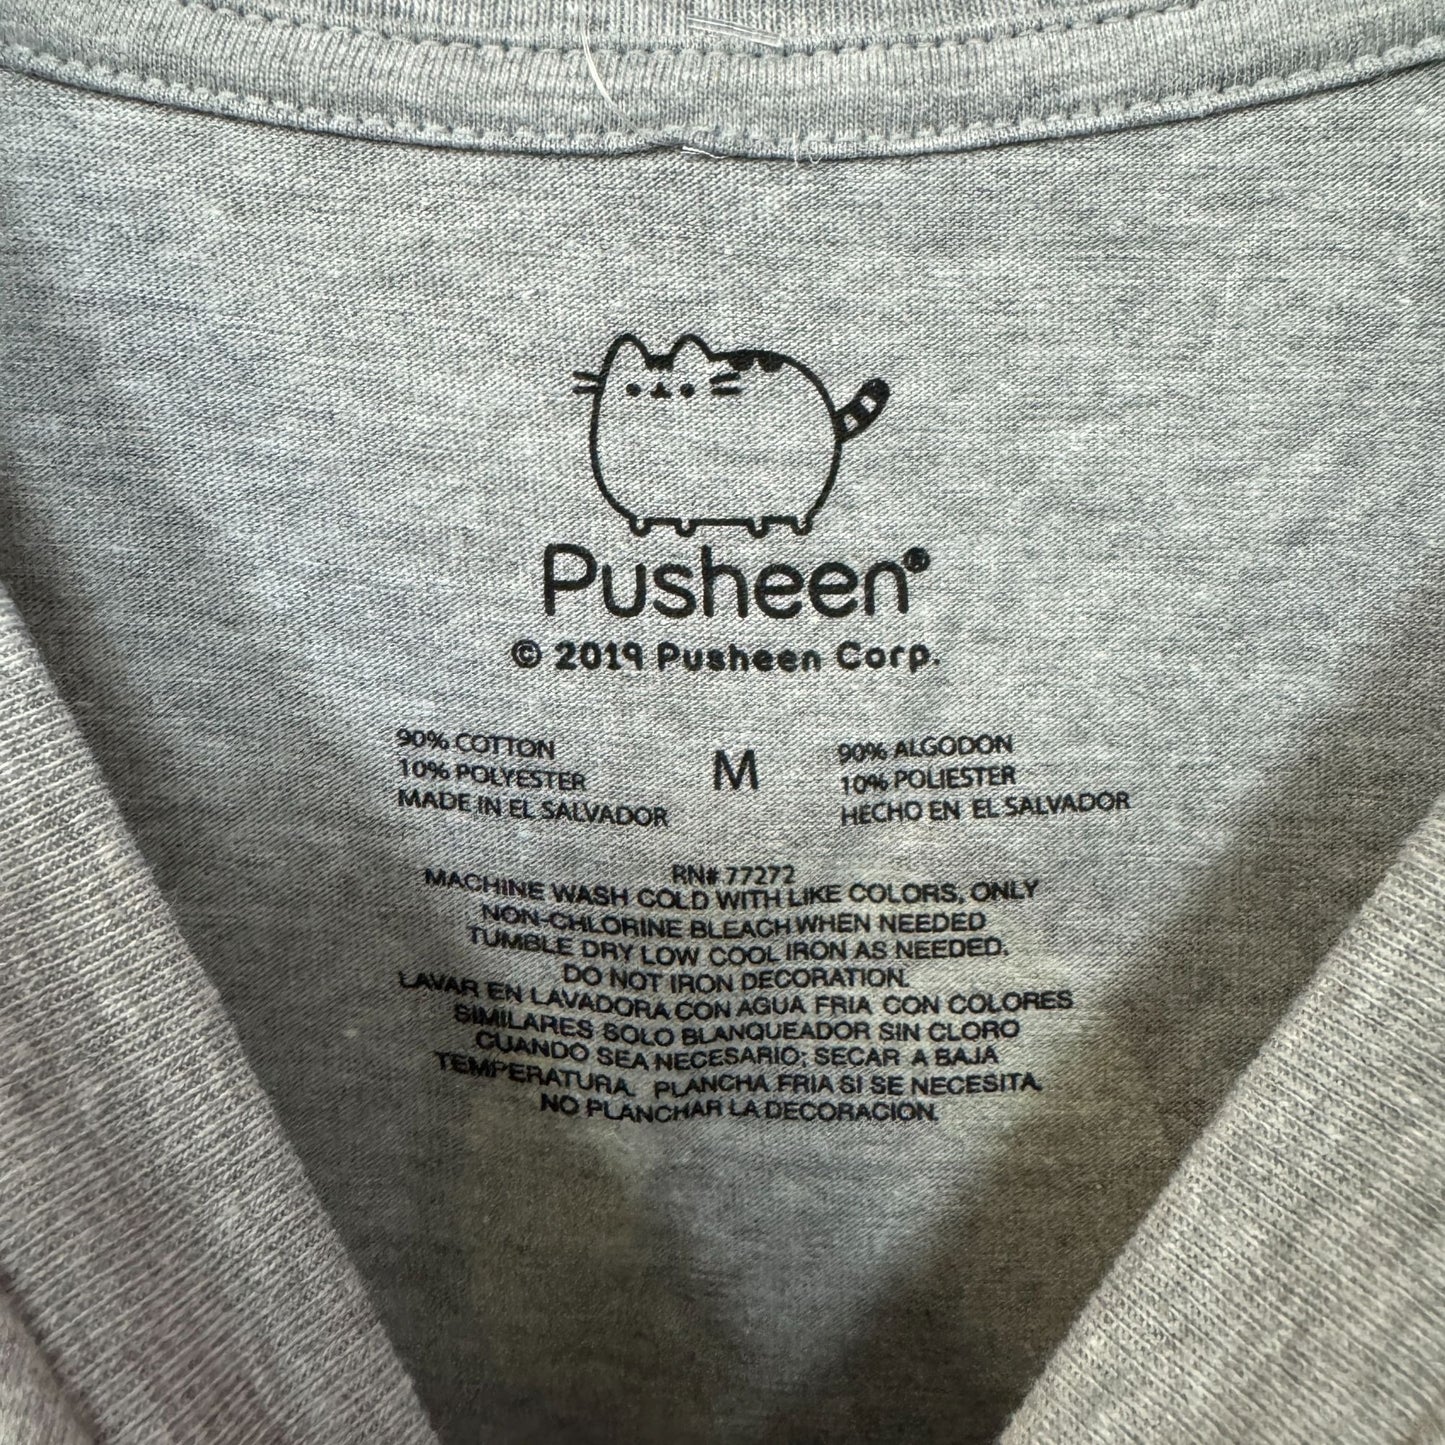 Pusheen®
© 2019 Pusheen Corp.
90% COTTON
10% POLYESTER
MADE IN EL SALVADOR
M
90% ALGODON
10% POLIESTER
HECHO EN EL SALVADOR
RN# 77272
MACHINE WASH COLD WITH LIKE COLORS, ONLY
NON-CHLORINE BLEACH WHEN NEEDED
TUMBLE DRY LOW COOL IRON AS NEEDED.
DO NOT IRON DECORATION.
LAVAR EN LAVADORA CON AGUA FRIA CON COLORES
SIMILARES SOLO BLANQUEADOR SIN CLORO
CUANDO SEA NECESARIO; SECAR A BAJA
TEMPERATURA. PLANCHA FRIA SI SE NECESITA.
NO PLANCHAR LA DECORACION.